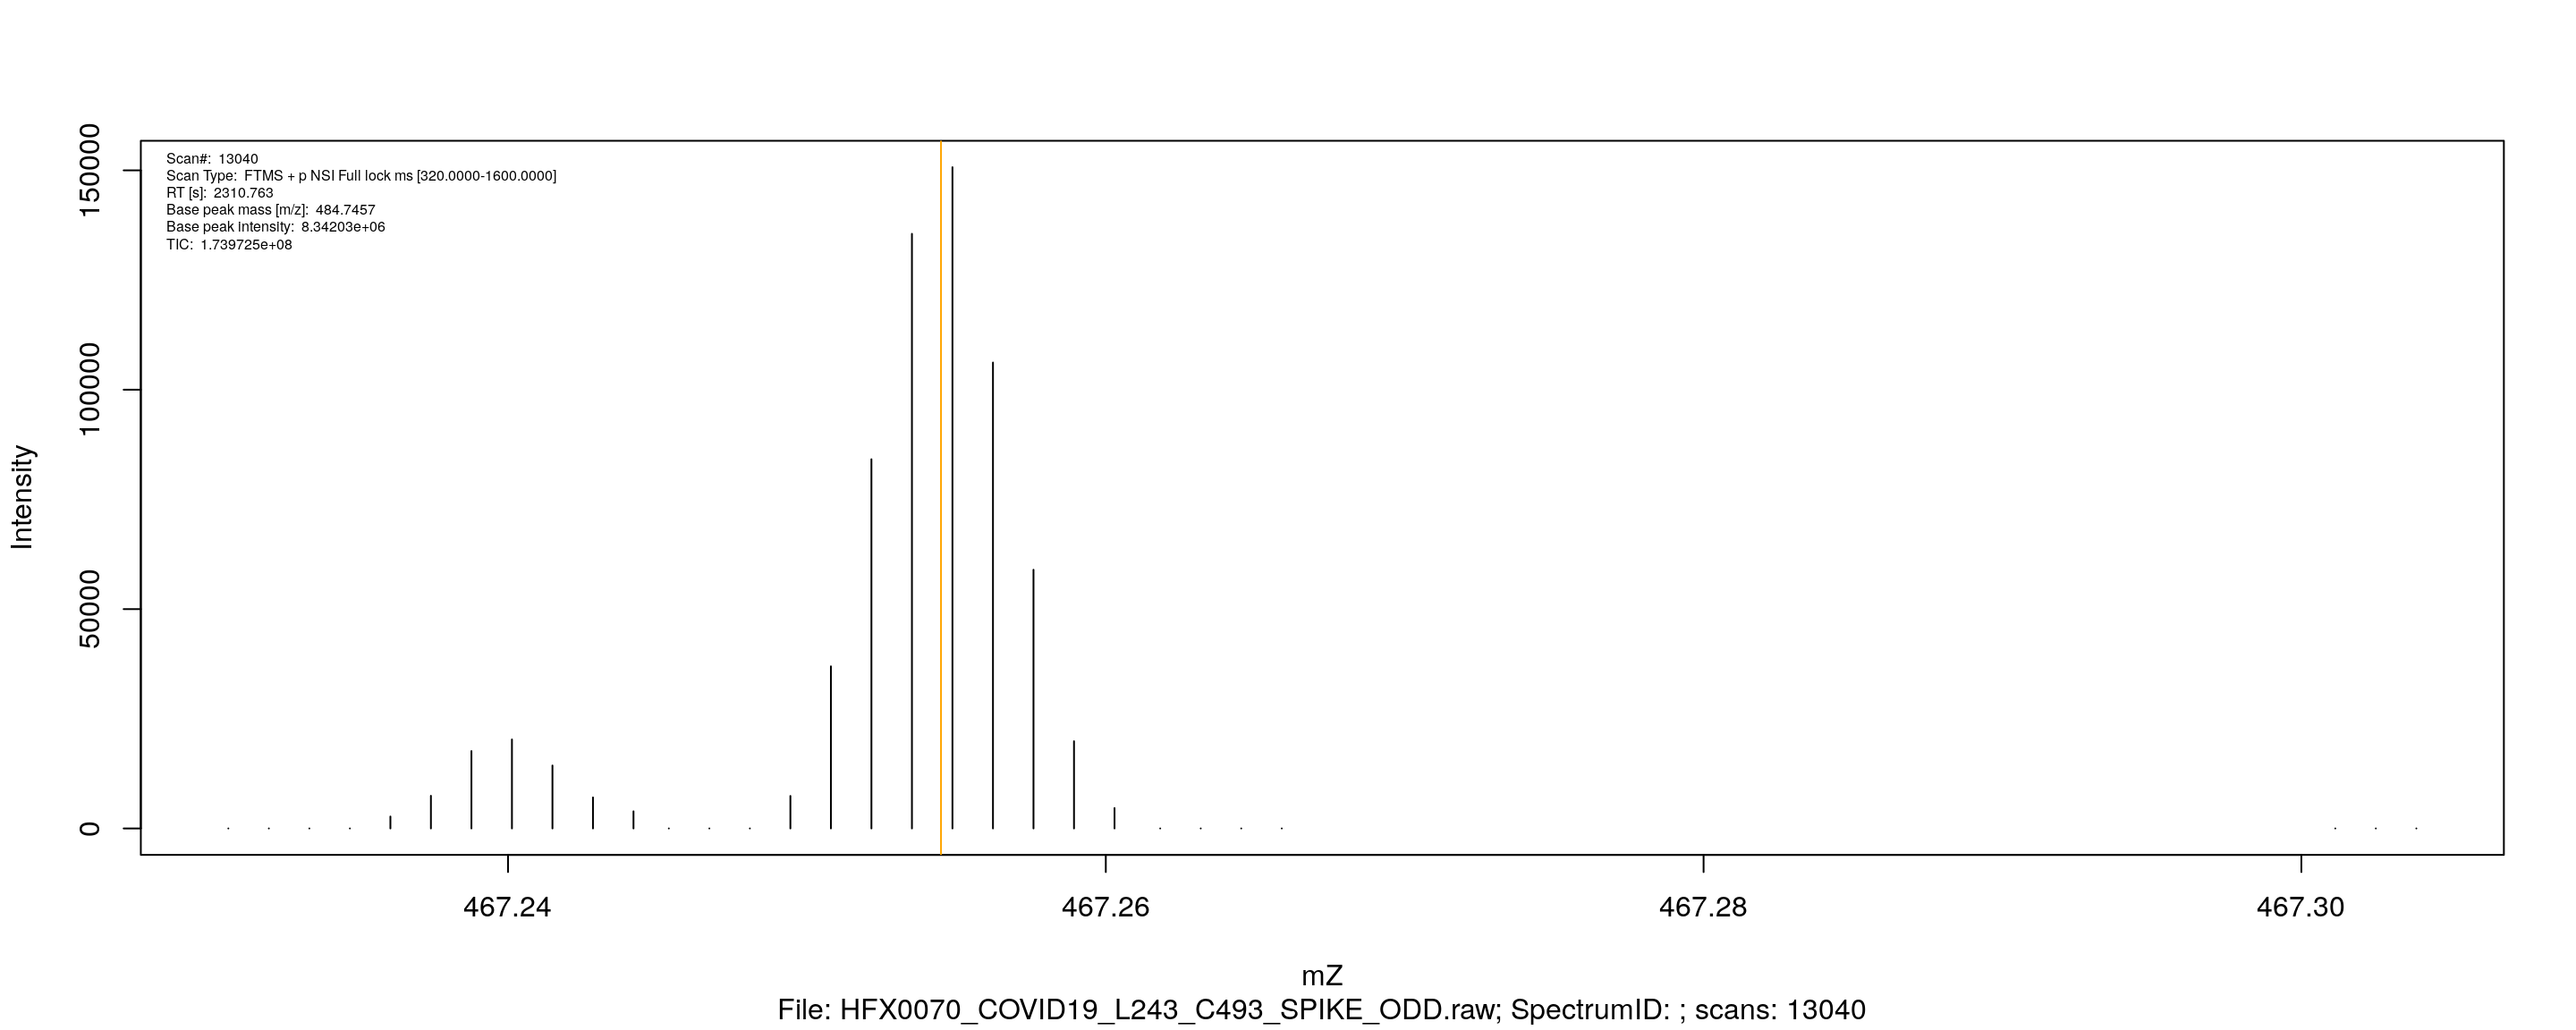 Scan#: 13040
Scan Type: FTMS + p NSI Full lock ms [320.0000-1600.0000]
RT [s]: 2310.763
Base peak mass [m/z]: 484.7457
Base peak intensity: 8.34203e+06
TIC: 1.739725e+08
150000
100000
50000
0
Intensity
467.24 467.26 467.28 467.30
mZ
File: HFX0070_COVID19_L243_C493_SPIKE_ODD.raw; SpectrumID: ; scans: 13040